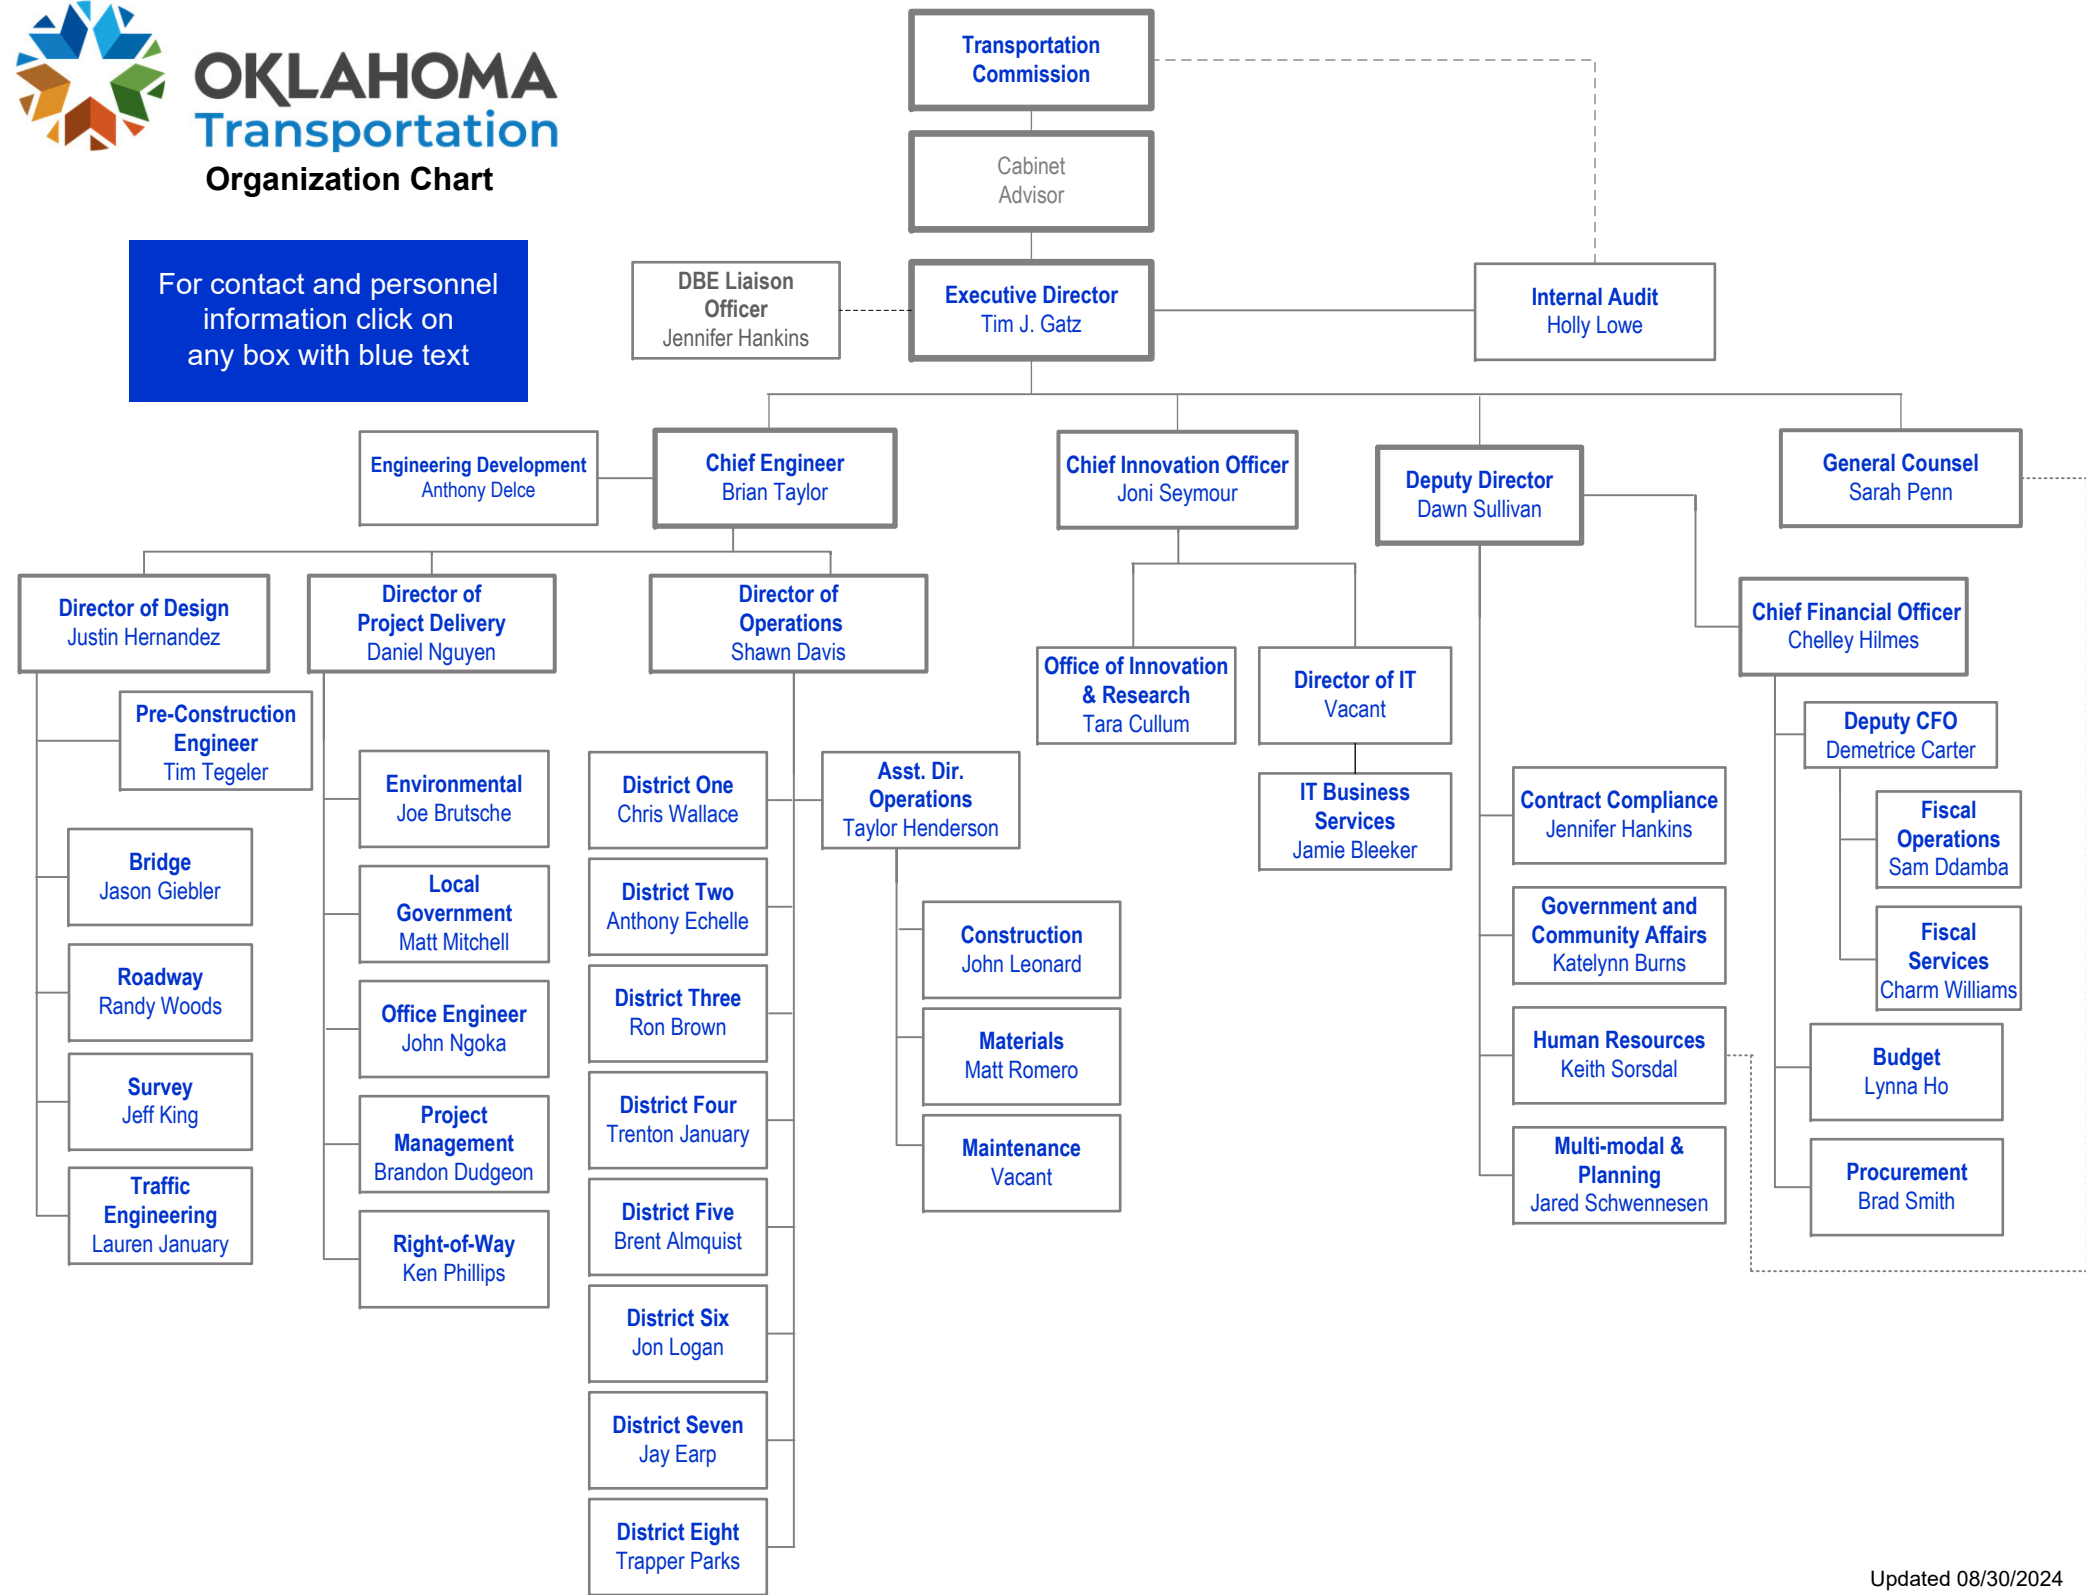 OKLAHOMA
Transportation
Organization Chart
For contact and personnel
information click on
any box with blue text
Transportation
Commission
Cabinet
Advisor
DBE Liaison
Officer
Jennifer Hankins
Executive Director
Tim J. Gatz
Internal Audit
Holly Lowe
Engineering Development
Anthony Delce
Chief Engineer
Brian Taylor
Chief Innovation Officer
Joni Seymour
Deputy Director
Dawn Sullivan
General Counsel
Sarah Penn
Director of Design
Justin Hernandez
Director of
Project Delivery
Daniel Nguyen
Director of
Operations
Shawn Davis
Office of Innovation
& Research
Tara Cullum
Director of IT
Vacant
IT Business
Services
Jamie Bleeker
Chief Financial Officer
Chelley Hilmes
Pre-Construction
Engineer
Tim Tegeler
Bridge
Jason Giebler
Roadway
Randy Woods
Survey
Jeff King
Traffic
Engineering
Lauren January
Environmental
Joe Brutsche
Local
Government
Matt Mitchell
Office Engineer
John Ngoka
Project
Management
Brandon Dudgeon
Right-of-Way
Ken Phillips
District One
Chris Wallace
District Two
Anthony Echelle
District Three
Ron Brown
District Four
Trenton January
District Five
Brent Almquist
District Six
Jon Logan
District Seven
Jay Earp
District Eight
Trapper Parks
Asst. Dir.
Operations
Taylor Henderson
Construction
John Leonard
Materials
Matt Romero
Maintenance
Vacant
Contract Compliance
Jennifer Hankins
Government and
Community Affairs
Katelynn Burns
Human Resources
Keith Sorsdal
Multi-modal &
Planning
Jared Schwennesen
Deputy CFO
Demetrice Carter
Fiscal
Operations
Sam Ddamba
Fiscal
Services
Charm Williams
Budget
Lynna Ho
Procurement
Brad Smith
Updated 08/30/2024